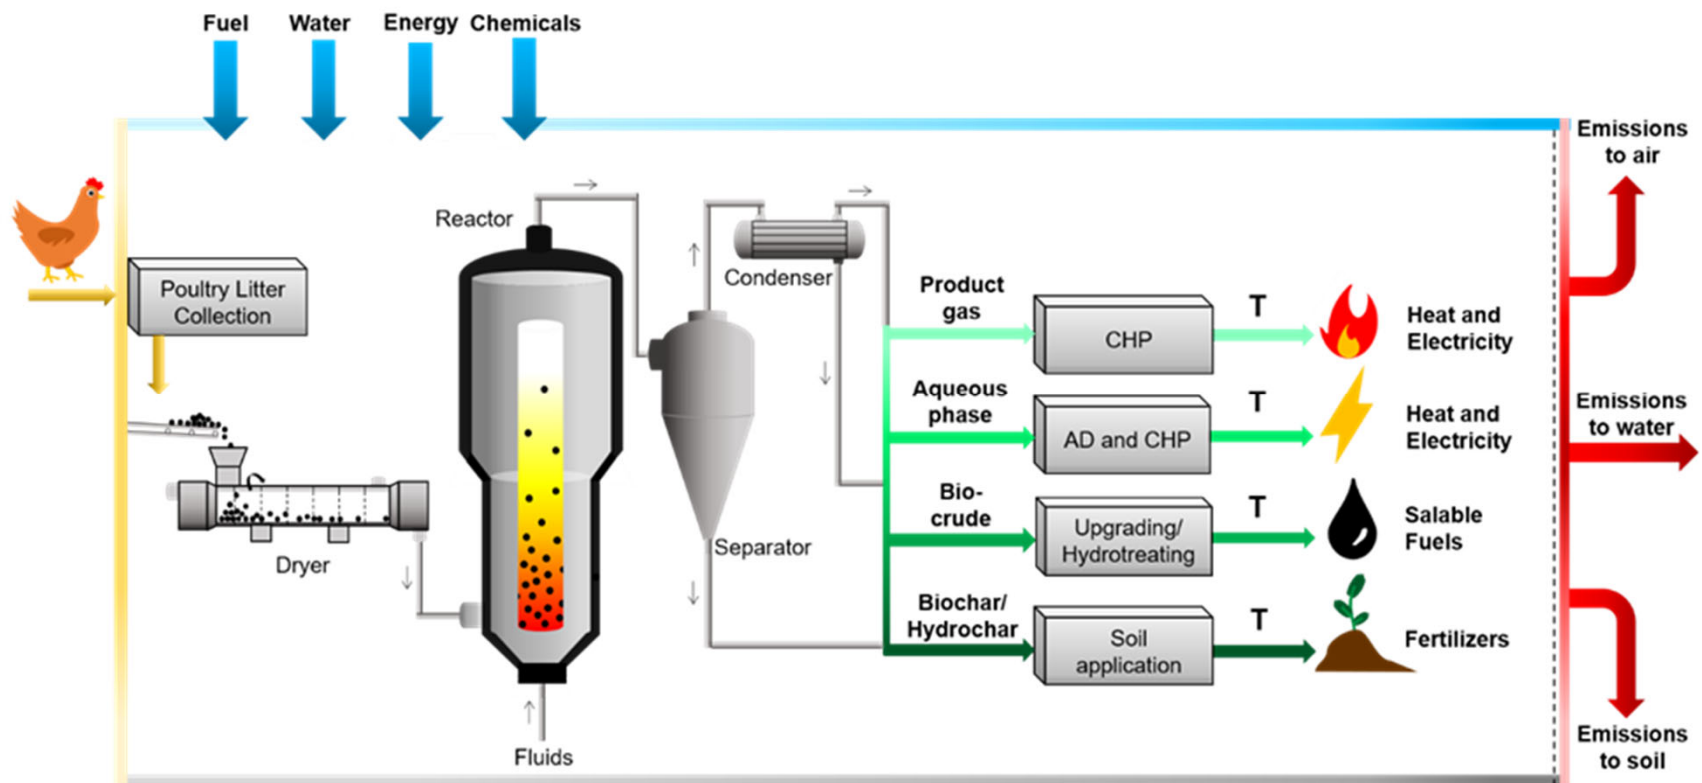 Fuel
Water
Energy
Chemicals
Emissions
to air
Reactor
Condenser
Poultry Litter
Collection
Product
gas
CHP
T
Heat and
Electricity
Aqueous
phase
AD and CHP
T
Heat and
Electricity
Emissions
to water
Bio-
crude
Upgrading/
Hydrotreating
T
Salable
Fuels
Separator
Dryer
Biochar/
Hydrochar
Soil
application
T
Fertilizers
Fluids
Emissions
to soil